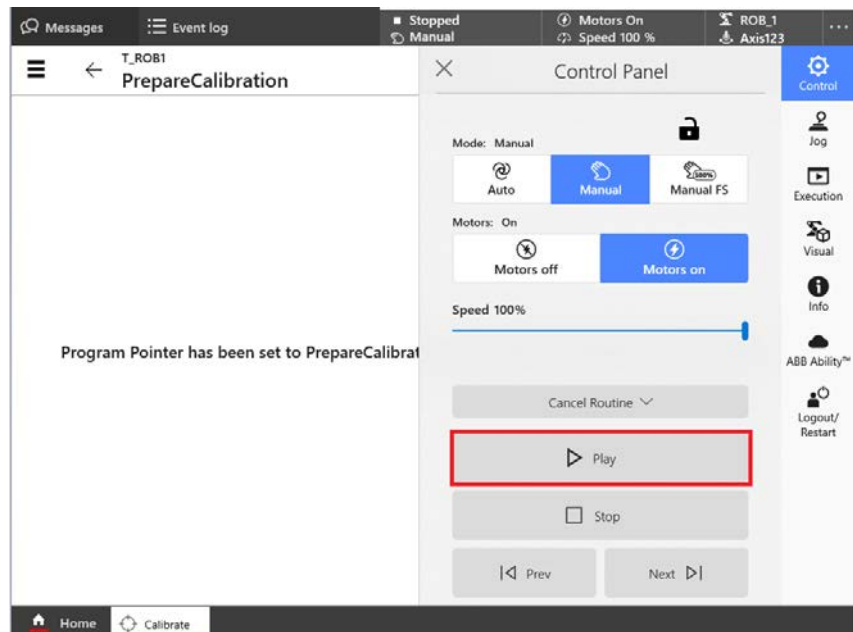 Messages
Event log
Stopped
Manual
Motors On
Speed 100 %
ROB_1
Axis123
...
T_ROB1
PrepareCalibration
Program Pointer has been set to PrepareCalibrat
Control Panel
Mode: Manual
Auto
Manual
100%
Manual FS
Motors: On
Motors off
Motors on
Speed 100%
Cancel Routine
Play
Stop
Prev
Next
Control
Jog
Execution
Visual
Info
ABB Ability™
Logout/
Restart
Home
Calibrate